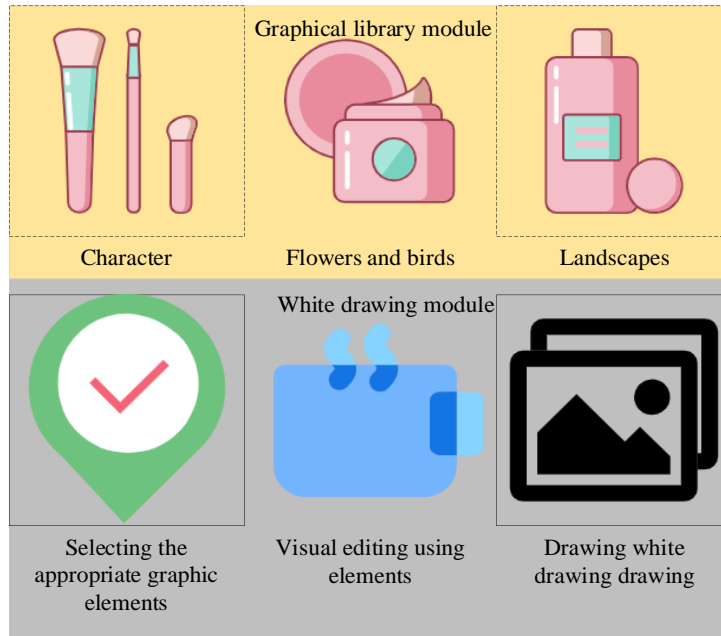 Graphical library module
Character
Flowers and birds
Landscapes
White drawing module
Selecting the
appropriate graphic
elements
Visual editing using
elements
Drawing white
drawing drawing